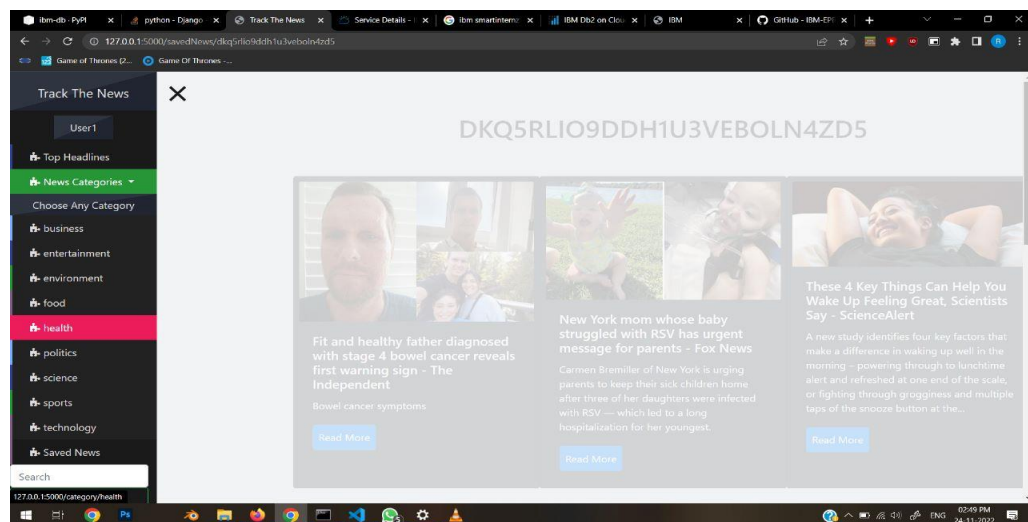 ibm-db · PyPI
python - Django
Track The News
Service Details -
ibm smartinternz
IBM Db2 on Clou
IBM
GitHub - IBM-EPI
127.0.0.1:5000/savedNews/dkq5rlio9ddh1u3veboln4zd5
Game of Thrones (2...
Game Of Thrones -...
Track The News
User1
Top Headlines
News Categories
Choose Any Category
business
entertainment
environment
food
health
politics
science
sports
technology
Saved News
Search
127.0.0.1:5000/category/health
DKQ5RLIO9DDH1U3VEBOLN4ZD5
Fit and healthy father diagnosed
with stage 4 bowel cancer reveals
first warning sign - The
Independent
Bowel cancer symptoms
Read More
New York mom whose baby
struggled with RSV has urgent
message for parents - Fox News
Carmen Bremiller of New York is urging
parents to keep their sick children home
after three of her daughters were infected
with RSV — which led to a long
hospitalization for her youngest.
Read More
These 4 Key Things Can Help You
Wake Up Feeling Great, Scientists
Say - ScienceAlert
A new study identifies four key factors that
make a difference in waking up well in the
morning – powering through to lunchtime
alert and refreshed at one end of the scale,
or fighting through grogginess and multiple
taps of the snooze button at the...
Read More
ENG
02:49 PM
24-11-2022